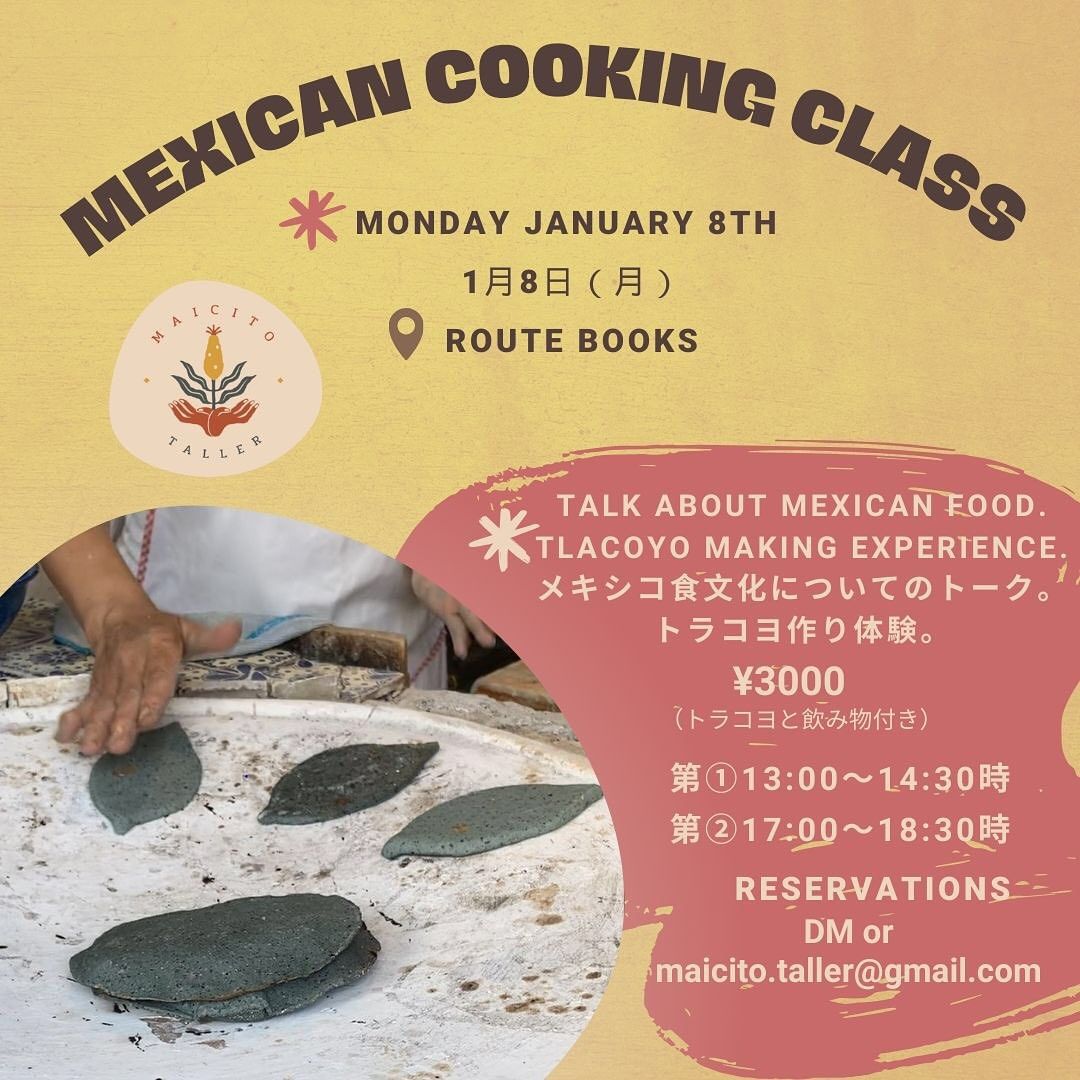 MEXICAN COOKING CLASS
MONDAY JANUARY 8TH
1月8日（月）
ROUTE BOOKS
MAICITO
TALLER
TALK ABOUT MEXICAN FOOD.
TLACOYO MAKING EXPERIENCE.
メキシコ食文化についてのトーク。
トラコヨ作り体験。
¥3000
（トラコヨと飲み物付き）
第①13:00〜14:30時
第②17:00〜18:30時
RESERVATIONS
DM or
maicito.taller@gmail.com